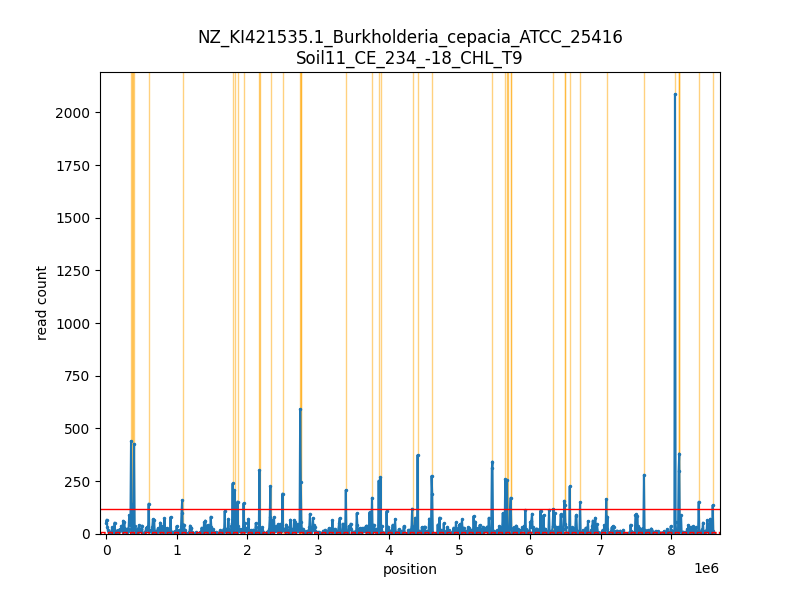 NZ_KI421535.1_Burkholderia_cepacia_ATCC_25416
Soil11_CE_234_-18_CHL_T9
2000
1750
1500
1250
1000
750
500
250
0
read count
0 1 2 3 4 5 6 7 8
1e6
position